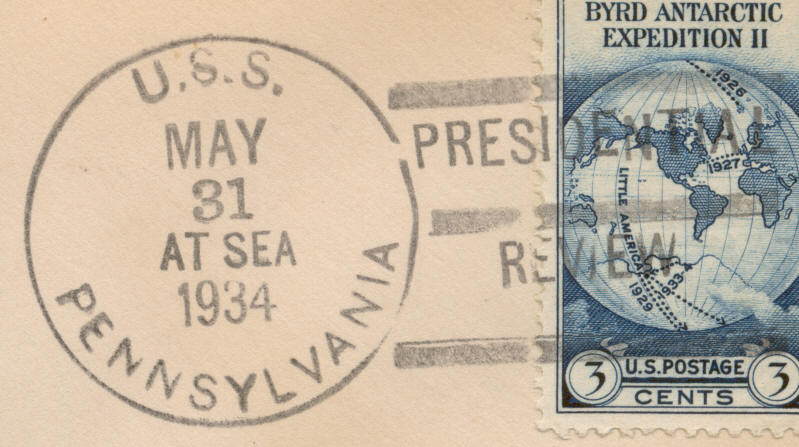 U.S.S.
MAY
31
AT SEA
1934
PENNSYLVANIA
PRESIDENTIAL
REVIEW
BYRD ANTARCTIC
EXPEDITION II
1926
1927
LITTLE AMERICA
1929
1933-4
3 U.S.POSTAGE 3
CENTS